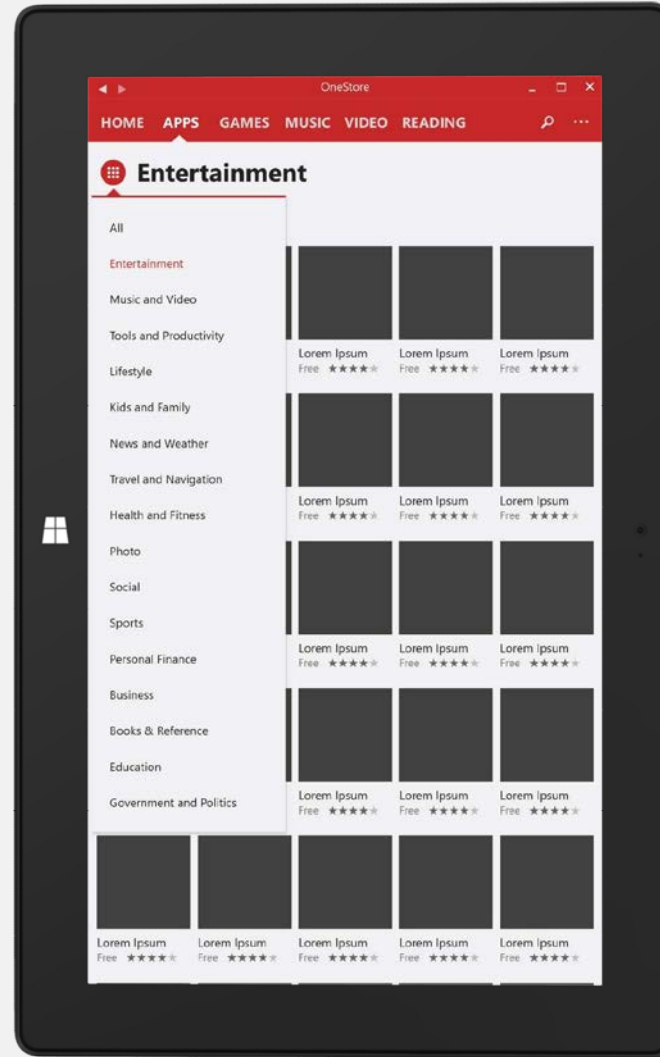 OneStore
HOME APPS GAMES MUSIC VIDEO READING
Entertainment
All
Entertainment
Music and Video
Tools and Productivity
Lifestyle
Kids and Family
News and Weather
Travel and Navigation
Health and Fitness
Photo
Social
Sports
Personal Finance
Business
Books & Reference
Education
Government and Politics
Lorem Ipsum Lorem Ipsum Lorem Ipsum
Free ★★★★★ Free ★★★★★ Free ★★★★★
Lorem Ipsum Lorem Ipsum Lorem Ipsum
Free ★★★★★ Free ★★★★★ Free ★★★★★
Lorem Ipsum Lorem Ipsum Lorem Ipsum
Free ★★★★★ Free ★★★★★ Free ★★★★★
Lorem Ipsum Lorem Ipsum Lorem Ipsum
Free ★★★★★ Free ★★★★★ Free ★★★★★
Lorem Ipsum Lorem Ipsum Lorem Ipsum Lorem Ipsum Lorem Ipsum
Free ★★★★★ Free ★★★★★ Free ★★★★★ Free ★★★★★ Free ★★★★★